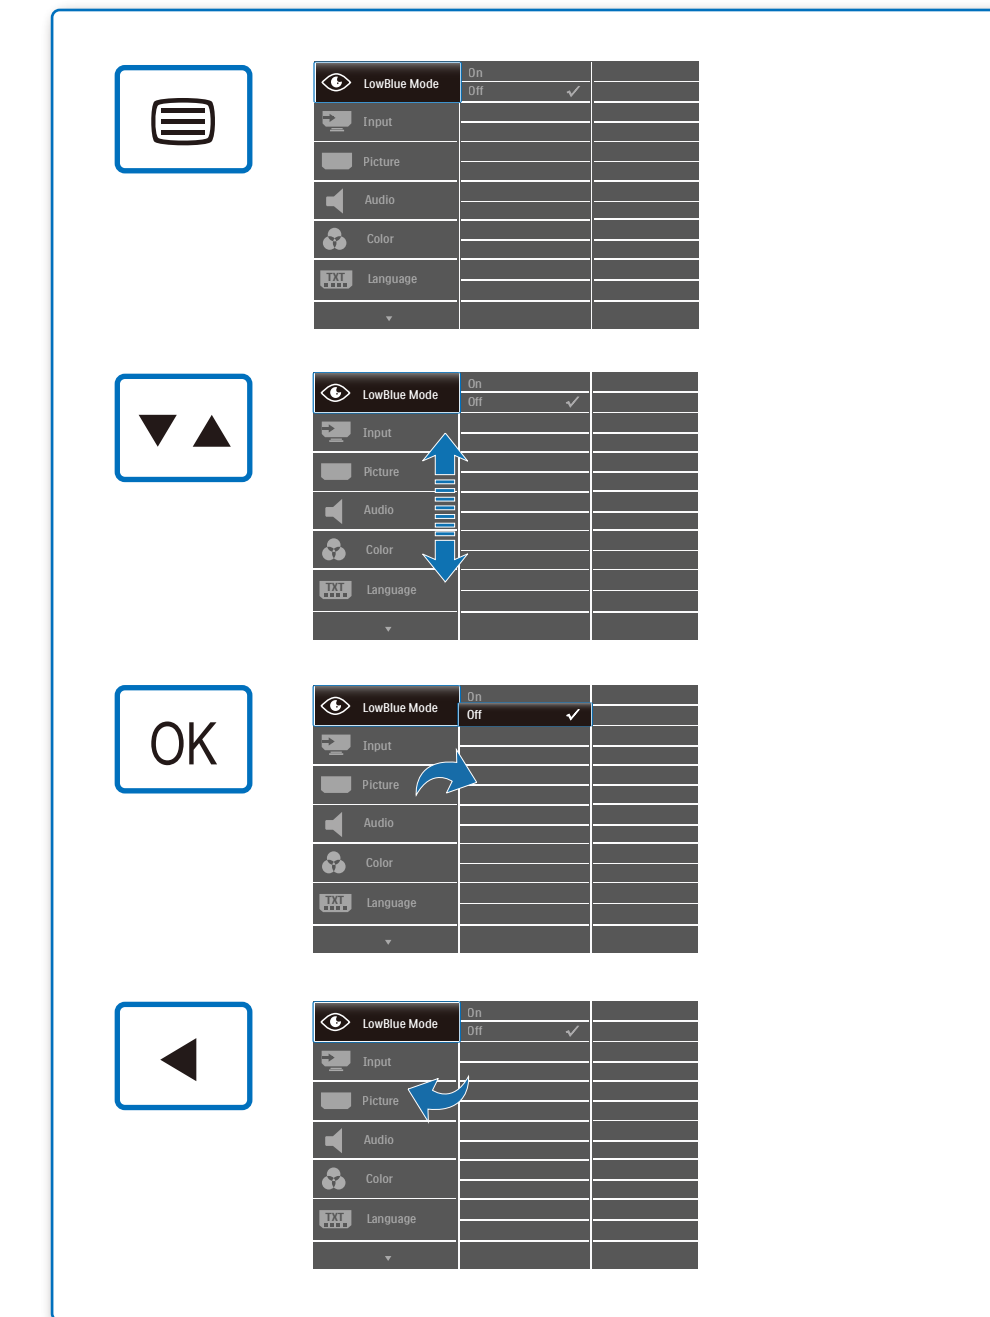 On
LowBlue Mode
Off
Input
Picture
Audio
Color
TXT
Language
On
LowBlue Mode
Off
Input
Picture
Audio
Color
TXT
Language
OK
On
LowBlue Mode
Off
Input
Picture
Audio
Color
TXT
Language
On
LowBlue Mode
Off
Input
Picture
Audio
Color
TXT
Language